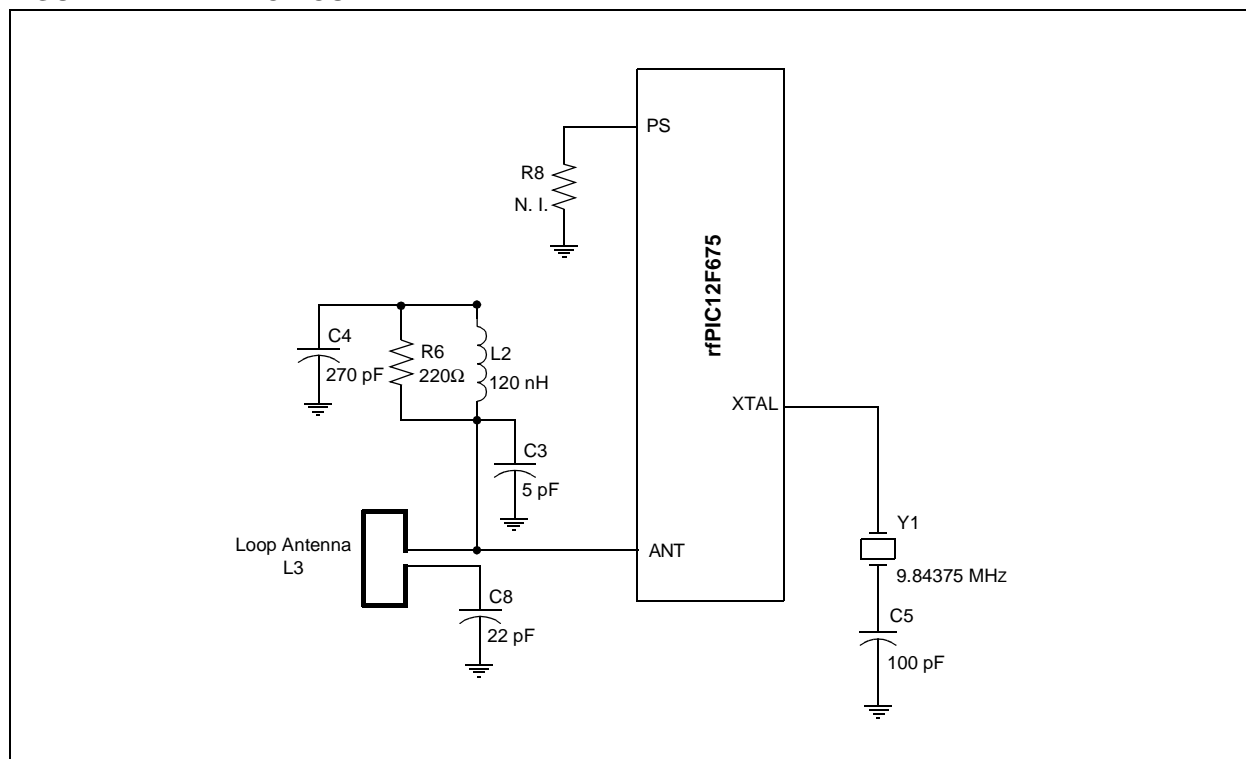 PS
R8
N. I.
rfPIC12F675
C4
270 pF
R6
220Ω
L2
120 nH
XTAL
C3
5 pF
Y1
9.84375 MHz
Loop Antenna
L3
ANT
C8
22 pF
C5
100 pF